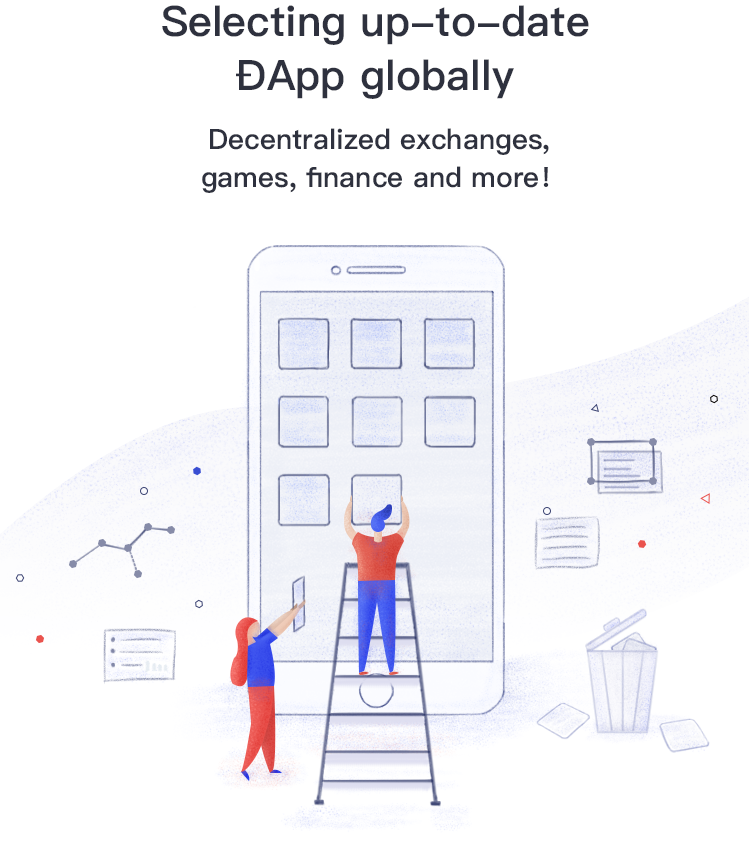 Selecting up-to-date
ĐApp globally
Decentralized exchanges,
games, finance and more!